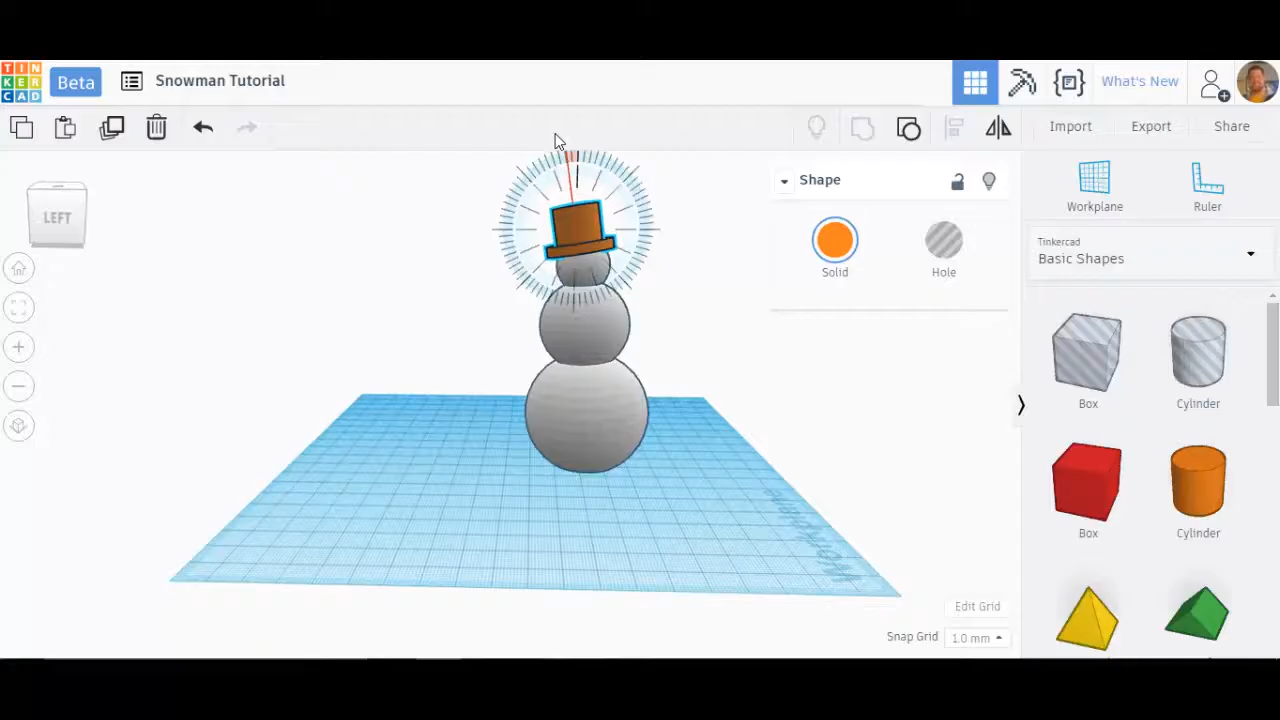 TIN
KER
CAD
Beta
Snowman Tutorial
What's New
Import
Export
Share
LEFT
Shape
Solid
Hole
Workplane
Ruler
Tinkercad
Basic Shapes
Box
Cylinder
Box
Cylinder
Workplane
Edit Grid
Snap Grid
1.0 mm